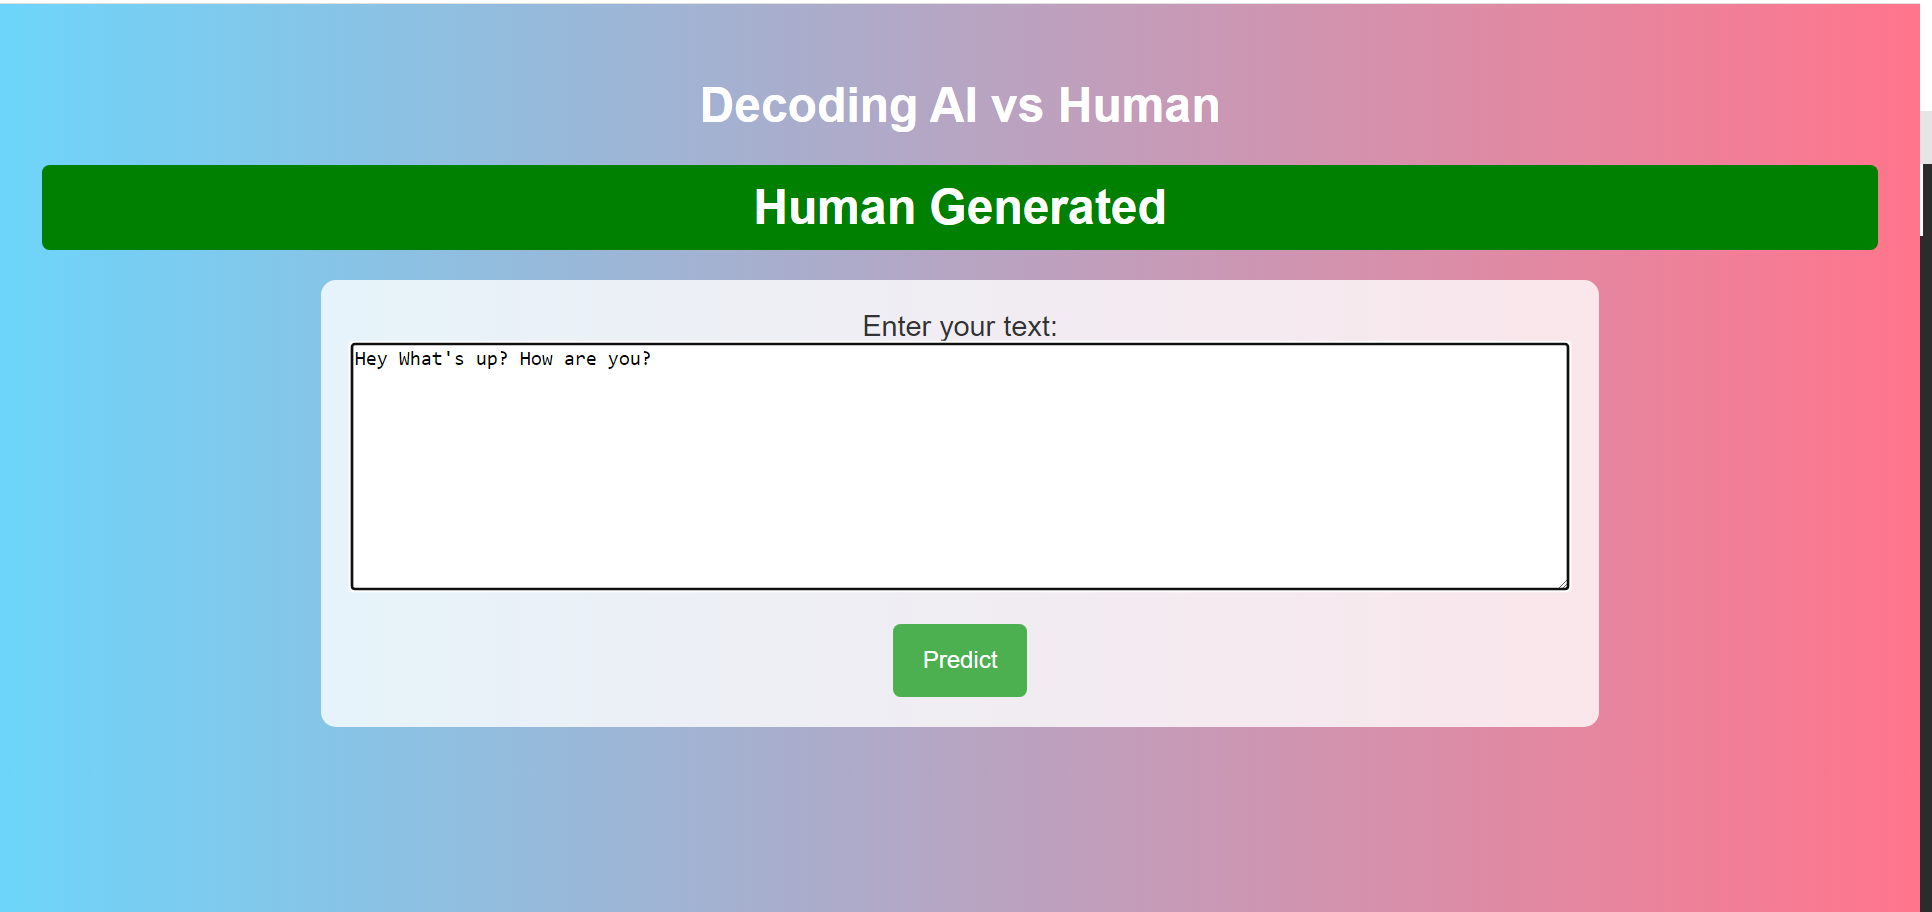 Decoding AI vs Human
Human Generated
Enter your text:
Hey What's up? How are you?
Predict